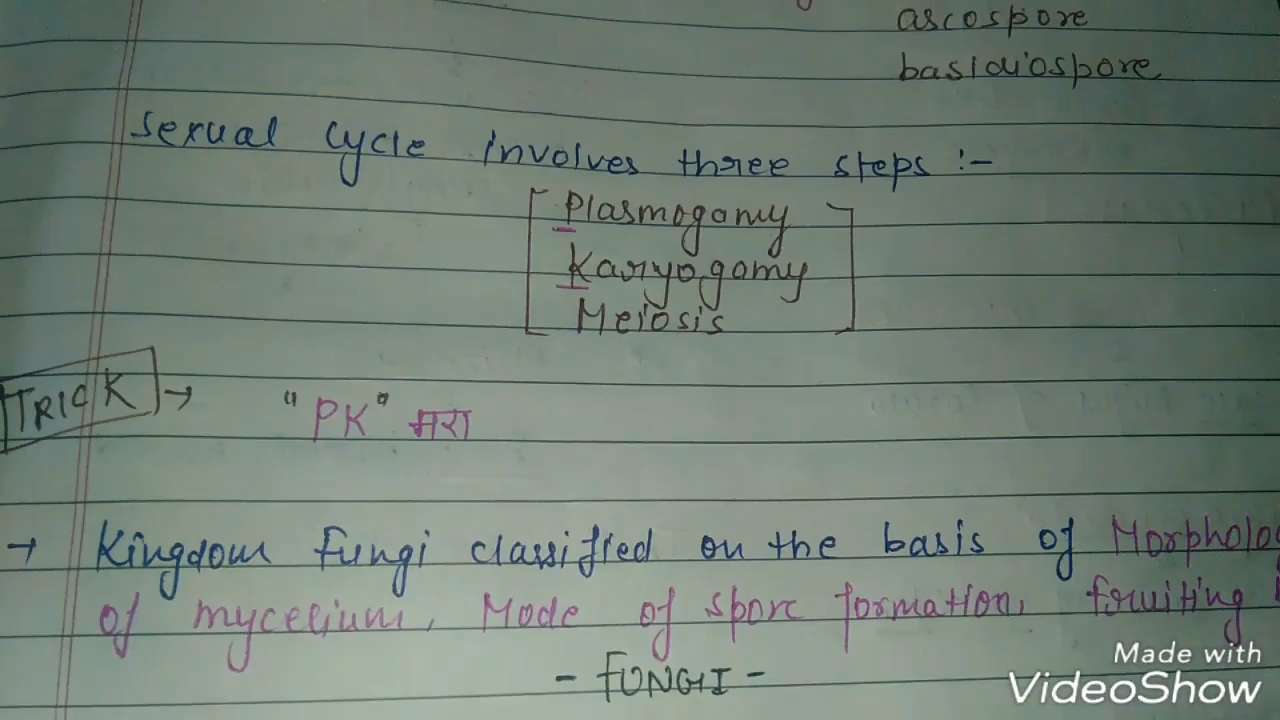 ascospore
basidiospore
Sexual cycle involves three steps :-
Plasmogamy
Karyogamy
Meiosis
TRICK → "PK" मरा
→ Kingdom fungi classified on the basis of Morpholo
of mycelium, Mode of spore formation, fruiting
- FUNGI -
Made with
VideoShow